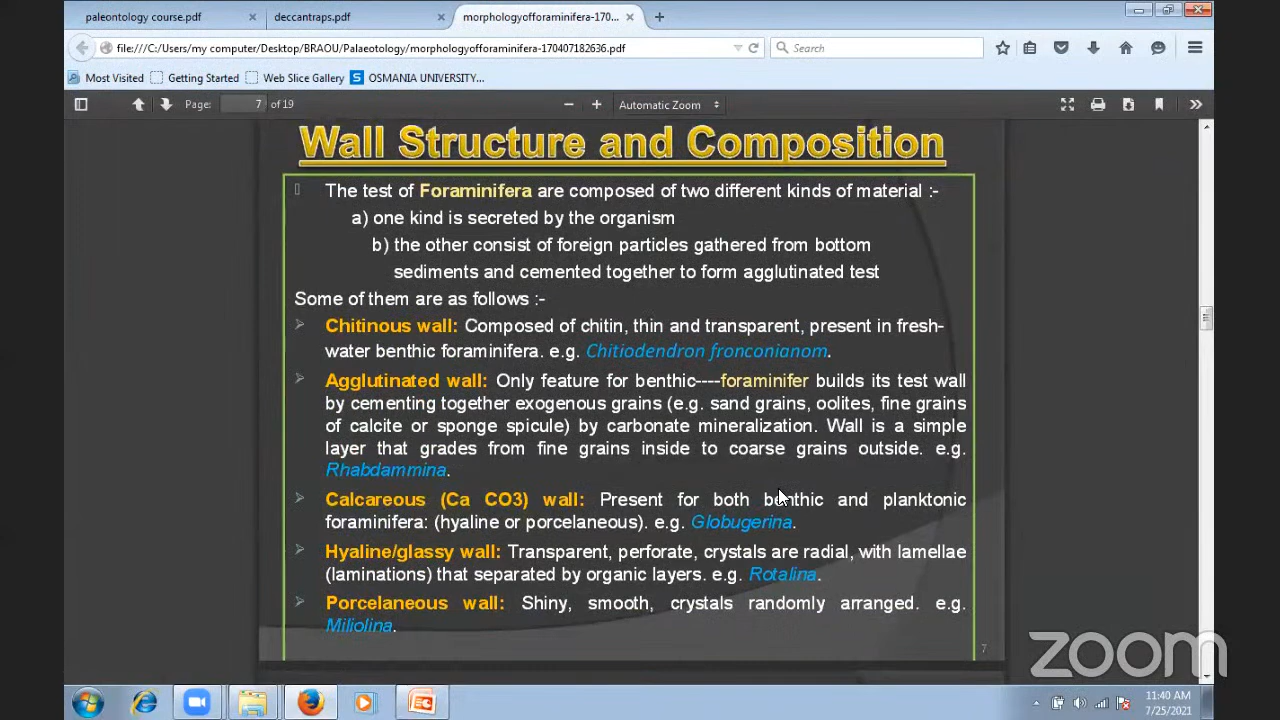 paleontology course.pdf
deccantraps.pdf
morphologyofforaminifera-170...
file:///C:/Users/my computer/Desktop/BRAOU/Palaeotology/morphologyofforaminifera-170407182636.pdf
Search
Most Visited
Getting Started
Web Slice Gallery
S OSMANIA UNIVERSITY...
Page: 7 of 19
Automatic Zoom
Wall Structure and Composition
The test of Foraminifera are composed of two different kinds of material :-
a) one kind is secreted by the organism
b) the other consist of foreign particles gathered from bottom
sediments and cemented together to form agglutinated test
Some of them are as follows :-
Chitinous wall: Composed of chitin, thin and transparent, present in fresh-
water benthic foraminifera. e.g. Chitiodendron fronconianom.
Agglutinated wall: Only feature for benthic----foraminifer builds its test wall
by cementing together exogenous grains (e.g. sand grains, oolites, fine grains
of calcite or sponge spicule) by carbonate mineralization. Wall is a simple
layer that grades from fine grains inside to coarse grains outside. e.g.
Rhabdammina.
Calcareous (Ca CO3) wall: Present for both benthic and planktonic
foraminifera: (hyaline or porcelaneous). e.g. Globugerina.
Hyaline/glassy wall: Transparent, perforate, crystals are radial, with lamellae
(laminations) that separated by organic layers. e.g. Rotalina.
Porcelaneous wall: Shiny, smooth, crystals randomly arranged. e.g.
Miliolina.
7
zoom
11:40 AM
7/25/2021